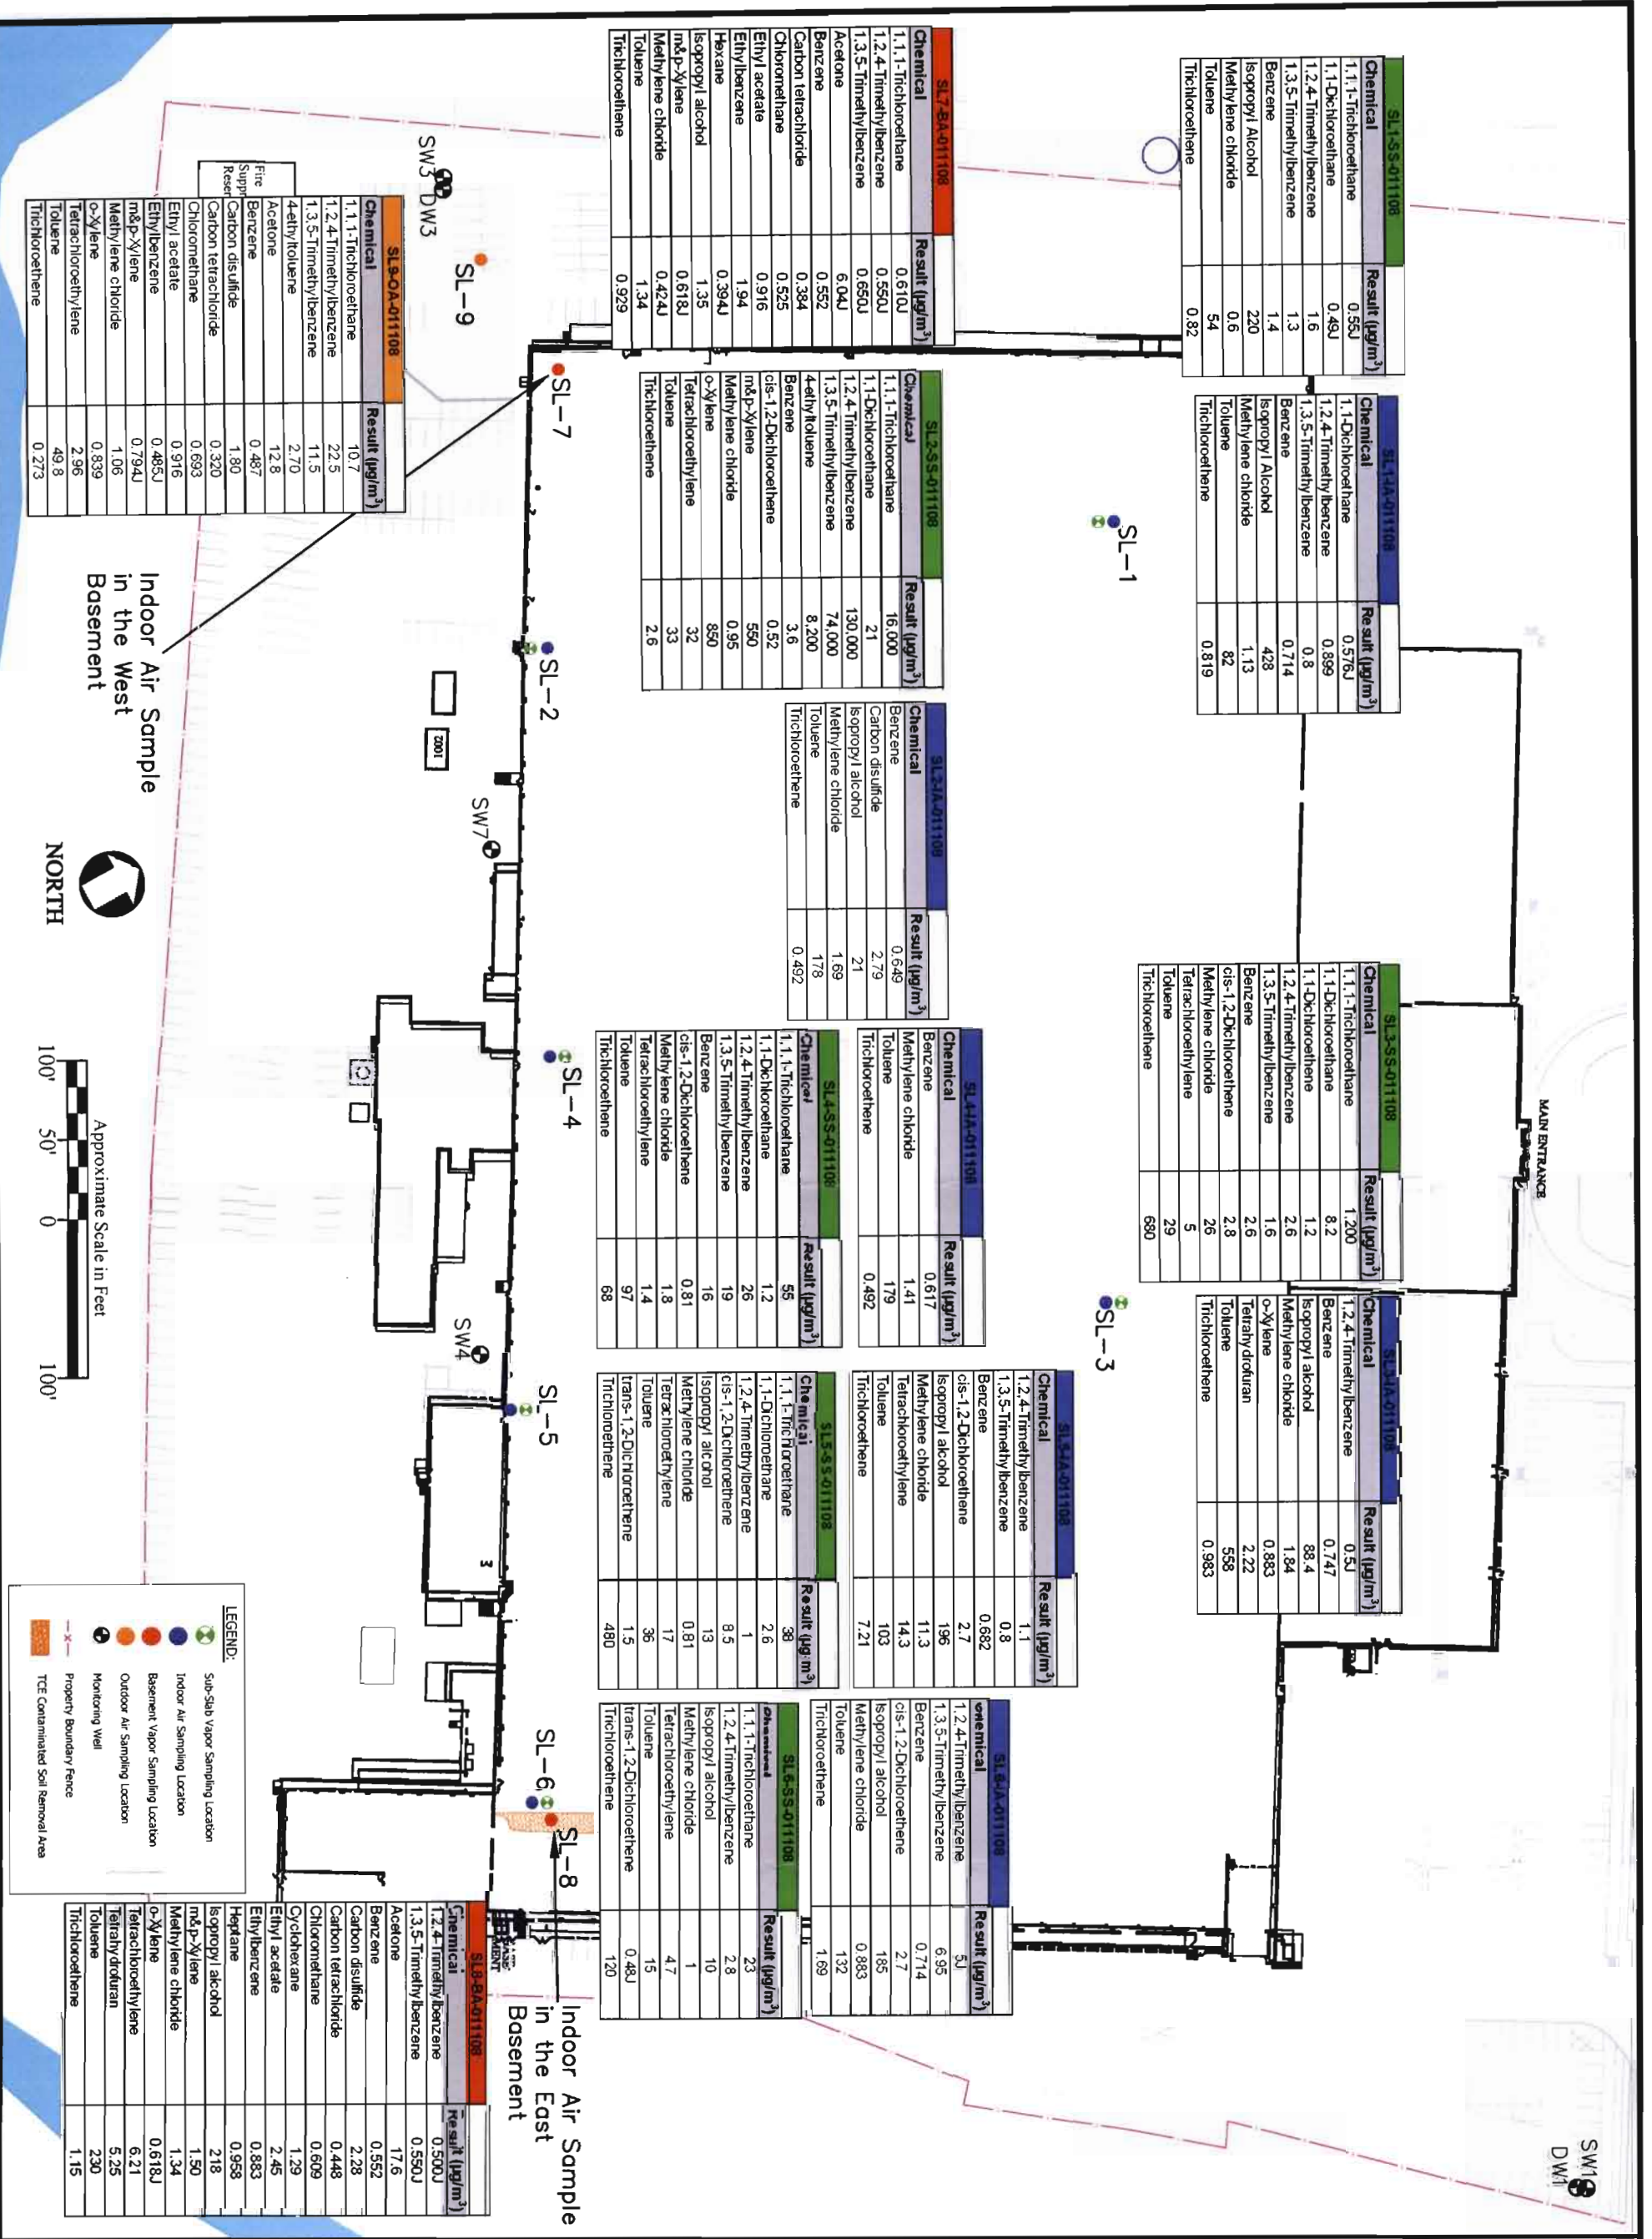 SL1-SS-011108
Chemical Result (µg/m³)
1,1,1-Trichloroethane 0.55J
1,1-Dichloroethane 0.49J
1,2,4-Trimethylbenzene 1.6
1,3,5-Trimethylbenzene 1.3
Benzene 1.4
Isopropyl Alcohol 220
Methylene chloride 0.6
Toluene 54
Trichloroethene 0.82
SL1-IA-011108
Chemical Result (µg/m³)
1,1-Dichloroethane 0.576J
1,2,4-Trimethylbenzene 0.899
1,3,5-Trimethylbenzene 0.8
Benzene 0.714
Isopropyl Alcohol 428
Methylene chloride 1.13
Toluene 82
Trichloroethene 0.819
MAIN ENTRANCE
SL3-SS-011108
Chemical Result (µg/m³)
1,1,1-Trichloroethane 1,200
1,1-Dichloroethane 8.2
1,1-Dichloroethene 1.2
1,2,4-Trimethylbenzene 2.6
1,3,5-Trimethylbenzene 1.6
Benzene 2.6
cis-1,2-Dichloroethene 2.8
Methylene chloride 26
Tetrachloroethylene 5
Toluene 29
Trichloroethene 680
SL3-IA-011108
Chemical Result (µg/m³)
1,2,4-Trimethylbenzene 0.5J
Benzene 0.747
Isopropyl alcohol 88.4
Methylene chloride 1.84
o-Xylene 0.883
Tetrahydrofuran 2.22
Toluene 558
Trichloroethene 0.983
SW1
DW1
SL-1
SL-3
SL7-BA-011108
Chemical Result (µg/m³)
1,1,1-Trichloroethane 0.610J
1,2,4-Trimethylbenzene 0.550J
1,3,5-Trimethylbenzene 0.650J
Acetone 6.04J
Benzene 0.552
Carbon tetrachloride 0.384
Chloromethane 0.525
Ethyl acetate 0.916
Ethylbenzene 1.94
Hexane 0.394J
Isopropyl alcohol 1.35
m&p-Xylene 0.618J
Methylene chloride 0.424J
Toluene 1.34
Trichloroethene 0.929
SL2-SS-011108
Chemical Result (µg/m³)
1,1,1-Trichloroethane 16,000
1,1-Dichloroethane 21
1,2,4-Trimethylbenzene 130,000
1,3,5-Trimethylbenzene 74,000
4-ethyltoluene 8,200
Benzene 3.6
cis-1,2-Dichloroethene 0.52
m&p-Xylene 550
Methylene chloride 0.95
o-Xylene 850
Tetrachloroethylene 32
Toluene 33
Trichloroethene 2.6
SL2-IA-011108
Chemical Result (µg/m³)
Benzene 0.649
Carbon disulfide 2.79
Isopropyl alcohol 21
Methylene chloride 1.69
Toluene 178
Trichloroethene 0.492
SL4-IA-011108
Chemical Result (µg/m³)
Benzene 0.617
Methylene chloride 1.41
Toluene 179
Trichloroethene 0.492
SL4-SS-011108
Chemical Result (µg/m³)
1,1,1-Trichloroethane 55
1,1-Dichloroethane 1.2
1,2,4-Trimethylbenzene 26
1,3,5-Trimethylbenzene 19
Benzene 16
cis-1,2-Dichloroethene 0.81
Methylene chloride 1.8
Tetrachloroethylene 1.4
Toluene 97
Trichloroethene 68
SL5-IA-011108
Chemical Result (µg/m³)
1,2,4-Trimethylbenzene 1.1
1,3,5-Trimethylbenzene 0.8
Benzene 0.682
cis-1,2-Dichloroethene 2.7
Isopropyl alcohol 196
Methylene chloride 11.3
Tetrachloroethylene 14.3
Toluene 103
Trichloroethene 7.21
SL5-SS-011108
Chemical Result (µg/m³)
1,1,1-Trichloroethane 38
1,1-Dichloroethane 2.6
1,2,4-Trimethylbenzene 1
cis-1,2-Dichloroethene 8.5
Isopropyl alcohol 13
Methylene chloride 0.81
Tetrachloroethylene 17
Toluene 36
trans-1,2-Dichloroethene 1.5
Trichloroethene 480
SL6-IA-011108
Chemical Result (µg/m³)
1,2,4-Trimethylbenzene 5J
1,3,5-Trimethylbenzene 6.95
Benzene 0.714
cis-1,2-Dichloroethene 2.7
Isopropyl alcohol 185
Methylene chloride 0.883
Toluene 132
Trichloroethene 1.69
SL6-SS-011108
Chemical Result (µg/m³)
1,1,1-Trichloroethane 23
1,2,4-Trimethylbenzene 2.8
Isopropyl alcohol 10
Methylene chloride 1
Tetrachloroethylene 4.7
Toluene 15
trans-1,2-Dichloroethene 0.48J
Trichloroethene 120
SL-7
SL-2
SL-4
SL-5
SL-6
SL-8
Indoor Air Sample
in the East
Basement
SW3 DW3
SL-9
1002
SW7
SW4
3
Fire
Suppr
Reser
SL9-OA-011108
Chemical Result (µg/m³)
1,1,1-Trichloroethane 10.7
1,2,4-Trimethylbenzene 22.5
1,3,5-Trimethylbenzene 11.5
4-ethyltoluene 2.70
Acetone 12.8
Benzene 0.487
Carbon disulfide 1.80
Carbon tetrachloride 0.320
Chloromethane 0.693
Ethyl acetate 0.916
Ethylbenzene 0.485J
m&p-Xylene 0.794J
Methylene chloride 1.06
o-Xylene 0.839
Tetrachloroethylene 2.96
Toluene 49.8
Trichloroethene 0.273
Indoor Air Sample
in the West
Basement
NORTH
100' 50' 0 100'
Approximate Scale in Feet
LEGEND:
Sub-Slab Vapor Sampling Location
Indoor Air Sampling Location
Basement Vapor Sampling Location
Outdoor Air Sampling Location
Monitoring Well
Property Boundary Fence
TCE Contaminated Soil Removal Area
SL8-BA-011108
Chemical Result (µg/m³)
1,2,4-Trimethylbenzene 0.500J
1,3,5-Trimethylbenzene 0.550J
Acetone 17.6
Benzene 0.552
Carbon disulfide 2.28
Carbon tetrachloride 0.448
Chloromethane 0.609
Cyclohexane 1.29
Ethyl acetate 2.45
Ethylbenzene 0.883
Heptane 0.958
Isopropyl alcohol 218
m&p-Xylene 1.50
Methylene chloride 1.34
o-Xylene 0.618J
Tetrachloroethylene 6.21
Tetrahydrofuran 5.25
Toluene 230
Trichloroethene 1.15